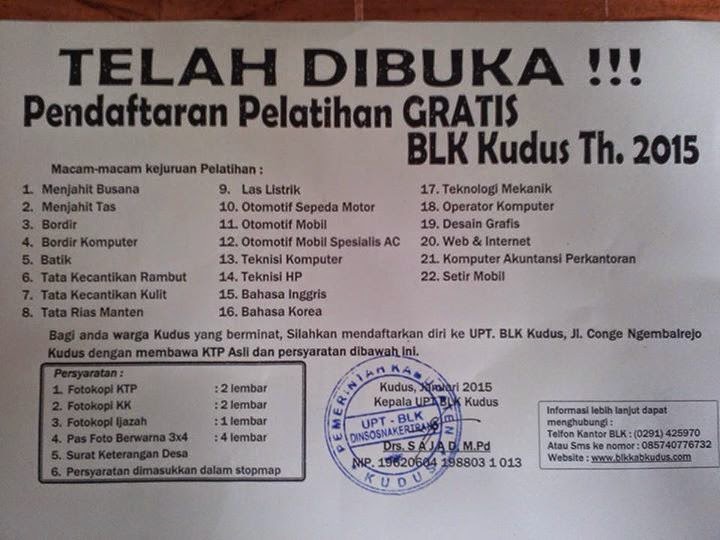 TELAH DIBUKA !!!
Pendaftaran Pelatihan GRATIS
BLK Kudus Th. 2015
Macam-macam kejuruan Pelatihan :
1. Menjahit Busana
2. Menjahit Tas
3. Bordir
4. Bordir Komputer
5. Batik
6. Tata Kecantikan Rambut
7. Tata Kecantikan Kulit
8. Tata Rias Manten
9. Las Listrik
10. Otomotif Sepeda Motor
11. Otomotif Mobil
12. Otomotif Mobil Spesialis AC
13. Teknisi Komputer
14. Teknisi HP
15. Bahasa Inggris
16. Bahasa Korea
17. Teknologi Mekanik
18. Operator Komputer
19. Desain Grafis
20. Web & Internet
21. Komputer Akuntansi Perkantoran
22. Setir Mobil
Bagi anda warga Kudus yang berminat, Silahkan mendaftarkan diri ke UPT. BLK Kudus, Jl. Conge Ngembalrejo
Kudus dengan membawa KTP Asli dan persyaratan dibawah ini.
Persyaratan :
1. Fotokopi KTP : 2 lembar
2. Fotokopi KK : 2 lembar
3. Fotokopi Ijazah : 1 lembar
4. Pas Foto Berwarna 3x4 : 4 lembar
5. Surat Keterangan Desa
6. Persyaratan dimasukkan dalam stopmap
Kudus, Januari 2015
Kepala UPT BLK Kudus
Drs. S A J A D, M.Pd
NIP. 19620604 198803 1 013
PEMERINTAH KABUPATEN
UPT - BLK
DINSOSNAKERTRANS
KUDUS
Informasi lebih lanjut dapat
menghubungi :
Telfon Kantor BLK : (0291) 425970
Atau Sms ke nomor : 085740776732
Website : www.blkkabkudus.com